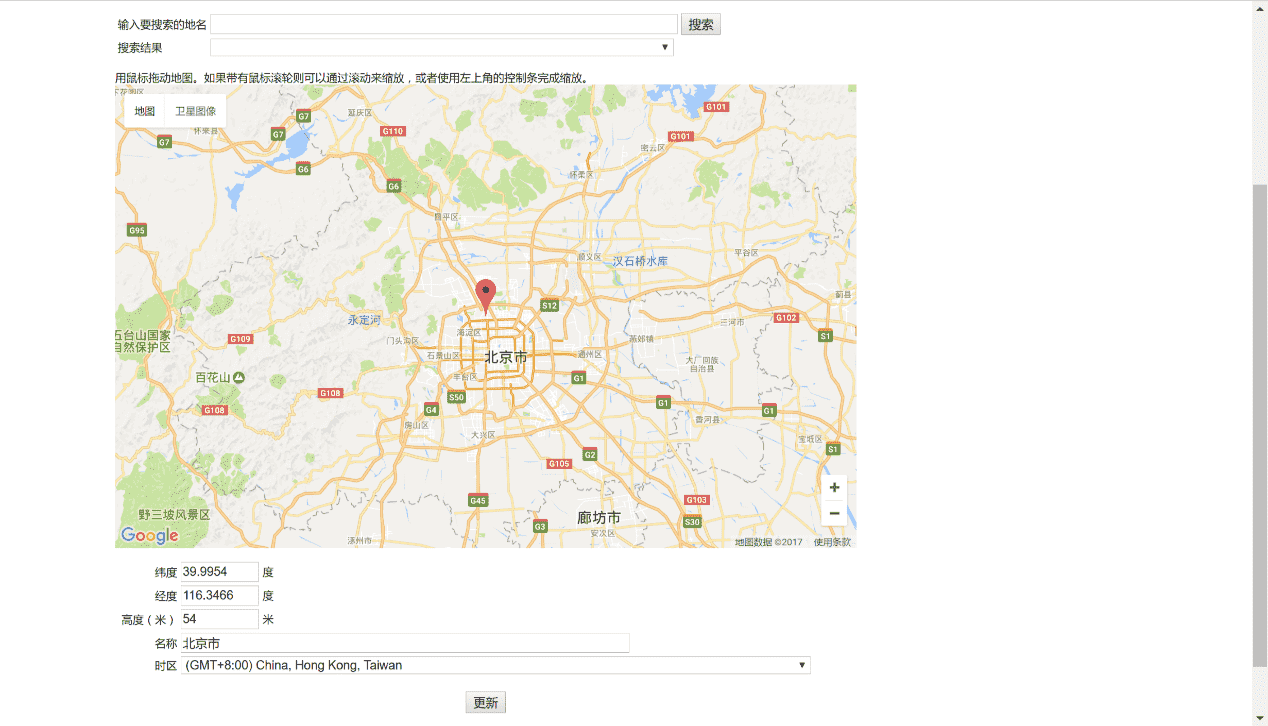 输入要搜索的地名 搜索
搜索结果
用鼠标拖动地图。如果带有鼠标滚轮则可以通过滚动来缩放，或者使用左上角的控制条完成缩放。
地图 卫星图像
怀来县
延庆区
G7
G7
G7
G110
G101
G101
密云区
G6
G6
怀柔区
G95
昌平区
顺义区
汉石桥水库
平谷区
蓟县
S12
永定河
三河市
G102
五台山国家
自然保护区
G109
门头沟区
海淀区
燕郊镇
S1
石景山区
北京市
通州区
大厂回族
自治县
百花山
丰台区
G1
G108
S50
G108
G4
G1
G1
房山区
香河县
大兴区
宝坻区
S1
G105
G2
+
−
G45
G103
野三坡风景区
廊坊市
S30
G3
安次区
Google
涿州市
地图数据 ©2017 使用条款
纬度 39.9954 度
经度 116.3466 度
高度（米） 54 米
名称 北京市
时区 (GMT+8:00) China, Hong Kong, Taiwan
更新